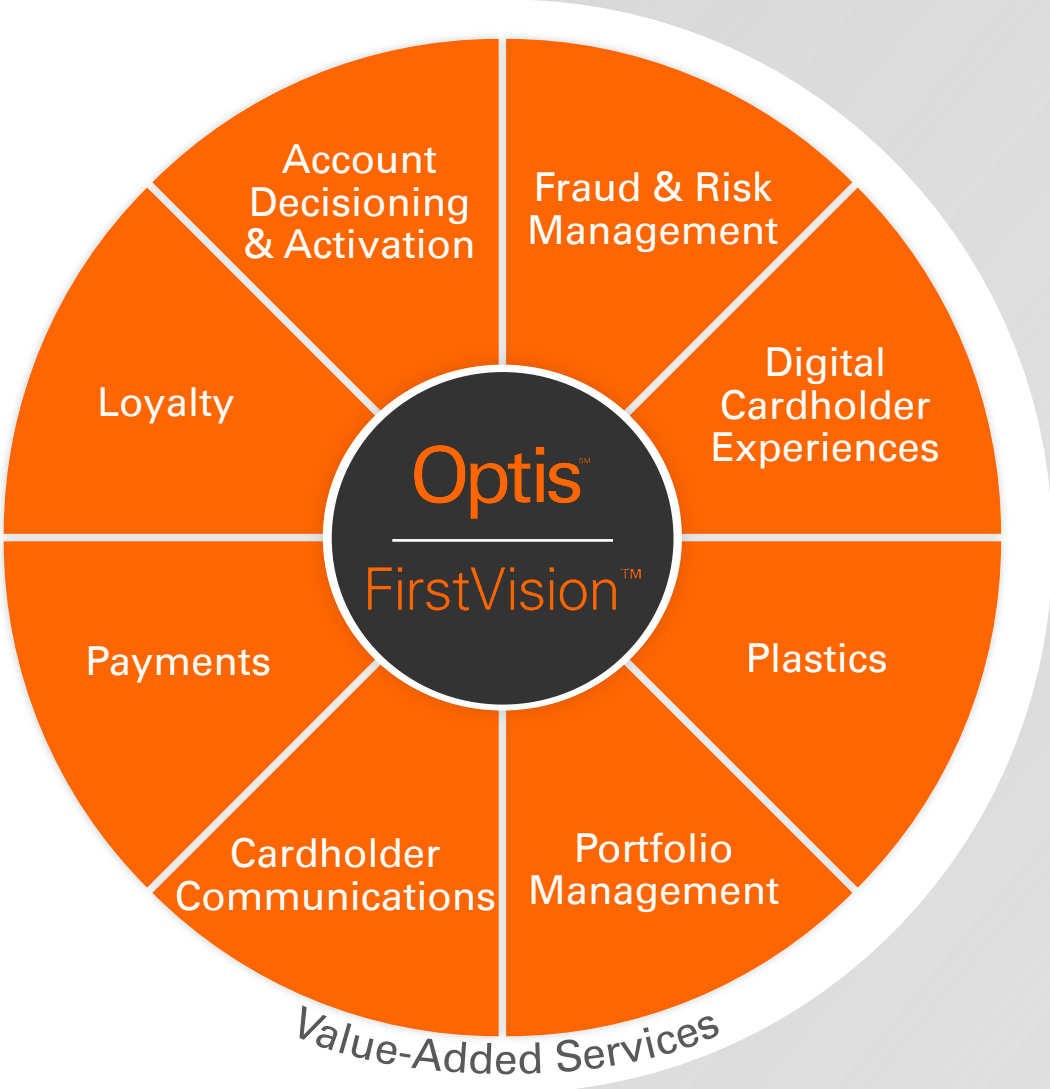 Account
Decisioning
& Activation
Fraud & Risk
Management
Digital
Cardholder
Experiences
Plastics
Portfolio
Management
Cardholder
Communications
Payments
Loyalty
Optis℠
FirstVision™
Value-Added Services